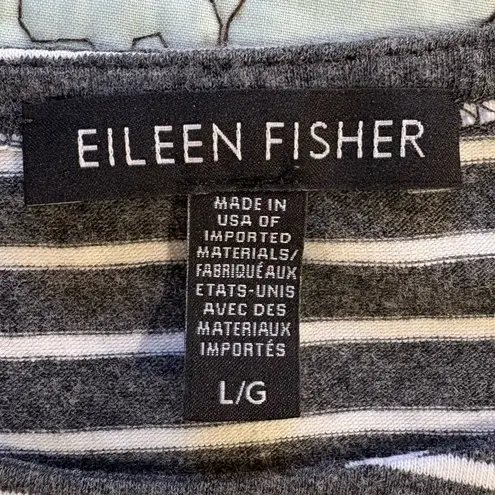 EILEEN FISHER
MADE IN
USA OF
IMPORTED
MATERIALS/
FABRIQUÉ AUX
ETATS-UNIS
AVEC DES
MATERIAUX
IMPORTÉS
L/G